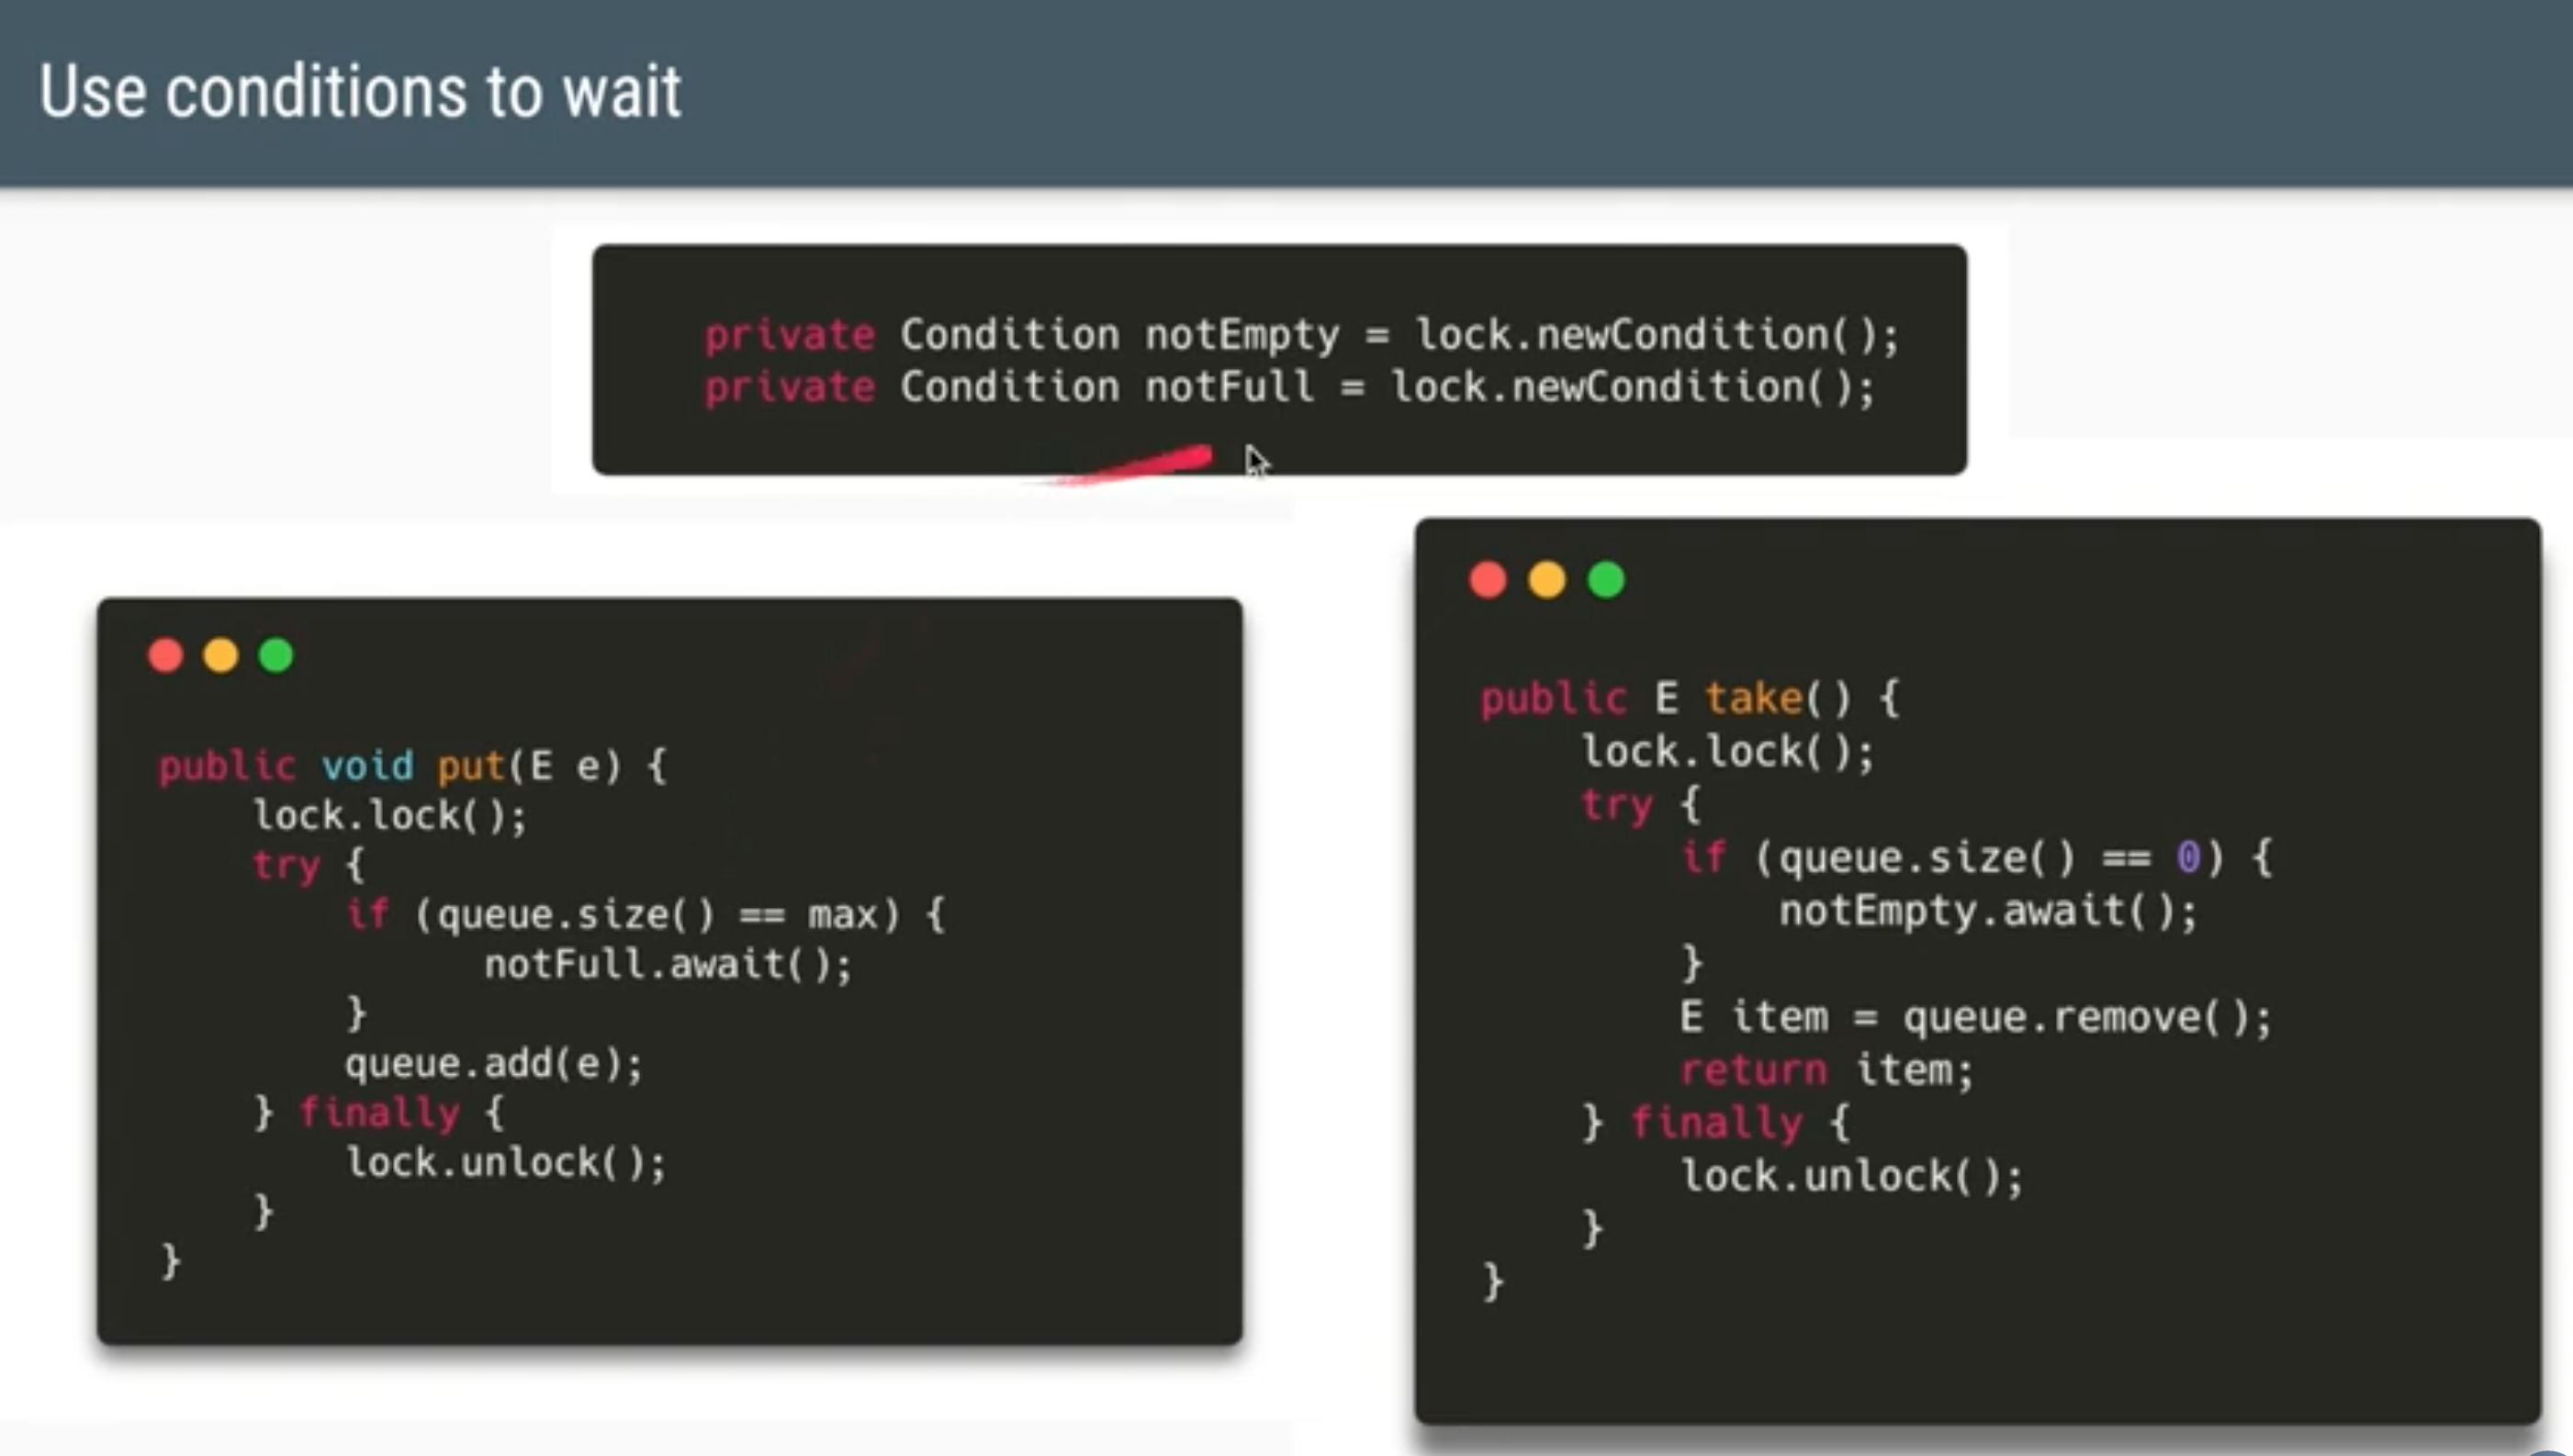 Use conditions to wait
private Condition notEmpty = lock.newCondition();
private Condition notFull = lock.newCondition();
public void put(E e) {
lock.lock();
try {
if (queue.size() == max) {
notFull.await();
}
queue.add(e);
} finally {
lock.unlock();
}
}
public E take() {
lock.lock();
try {
if (queue.size() == 0) {
notEmpty.await();
}
E item = queue.remove();
return item;
} finally {
lock.unlock();
}
}